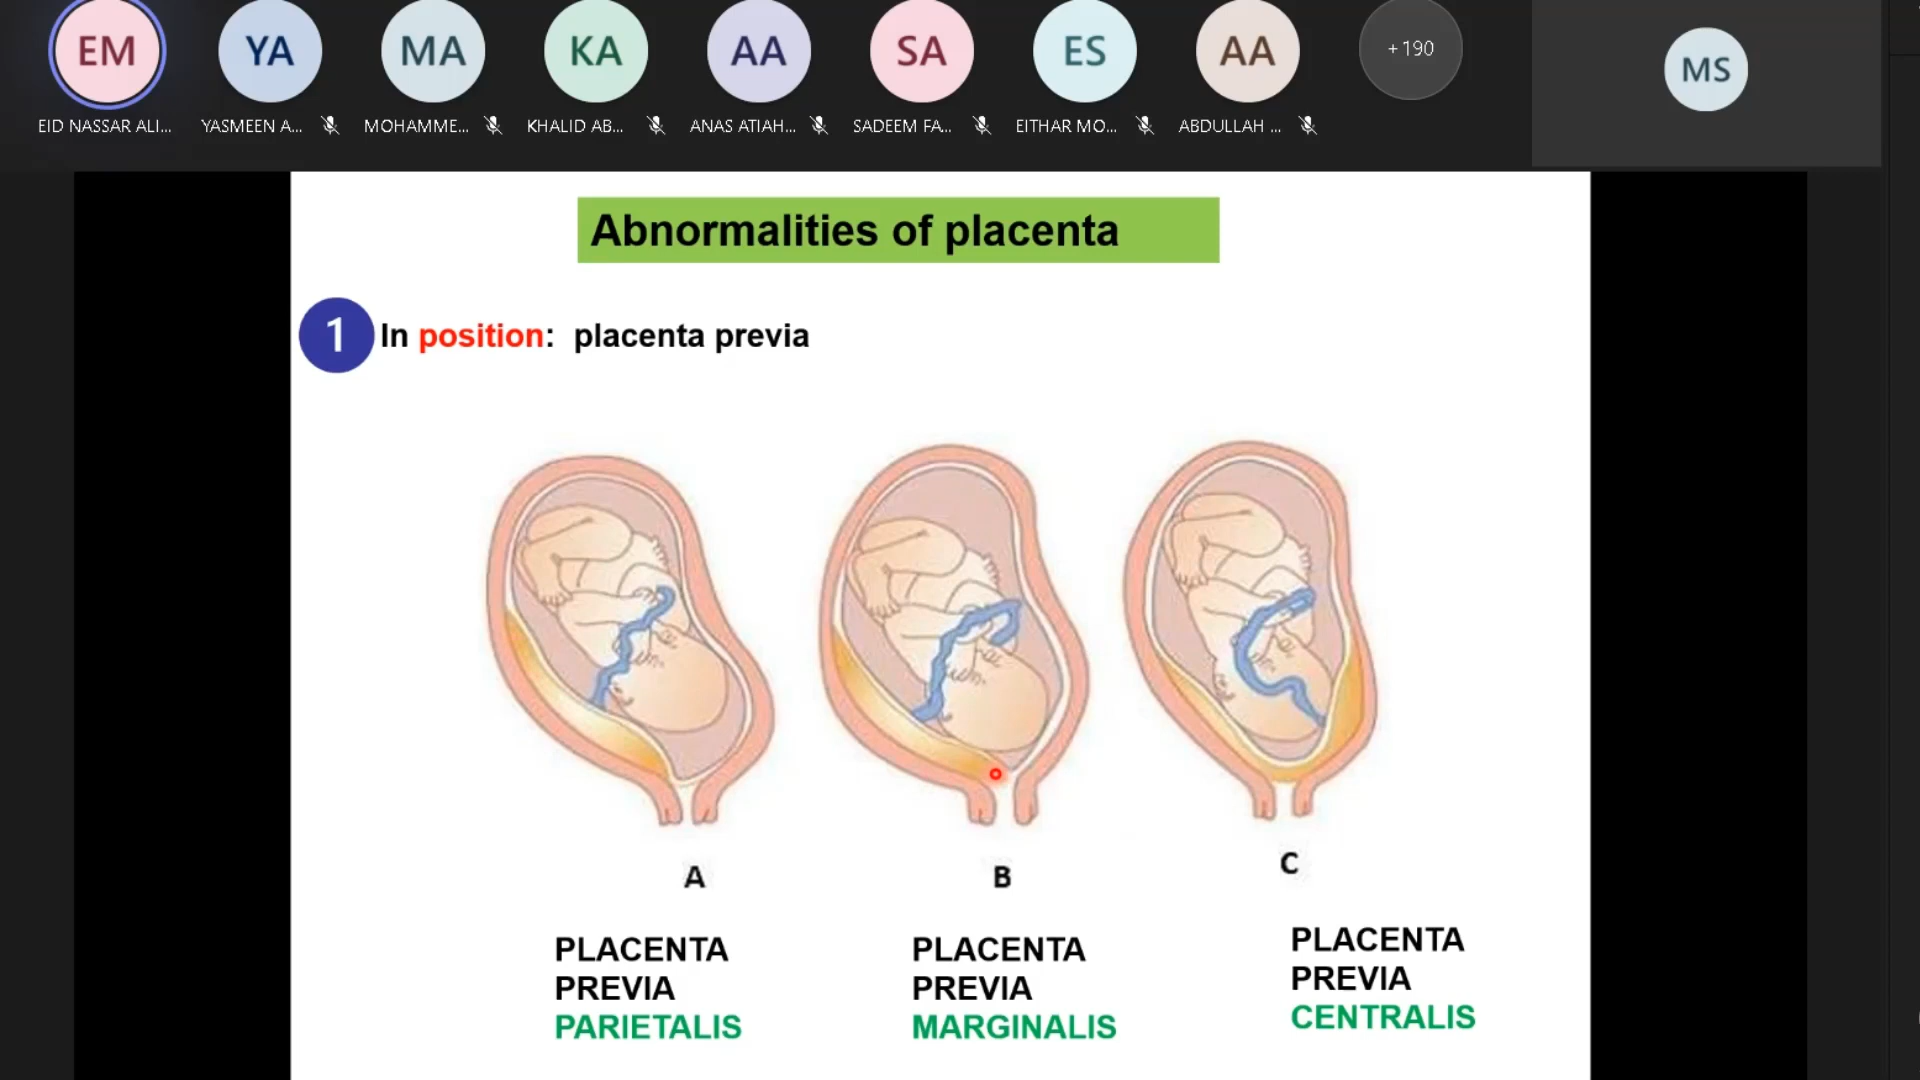 EM
YA
MA
KA
AA
SA
ES
AA
+190
MS
EID NASSAR ALI...
YASMEEN A...
MOHAMME...
KHALID AB...
ANAS ATIAH...
SADEEM FA...
EITHAR MO...
ABDULLAH ...
Abnormalities of placenta
1 In position: placenta previa
A
B
C
PLACENTA
PREVIA
PARIETALIS
PLACENTA
PREVIA
MARGINALIS
PLACENTA
PREVIA
CENTRALIS